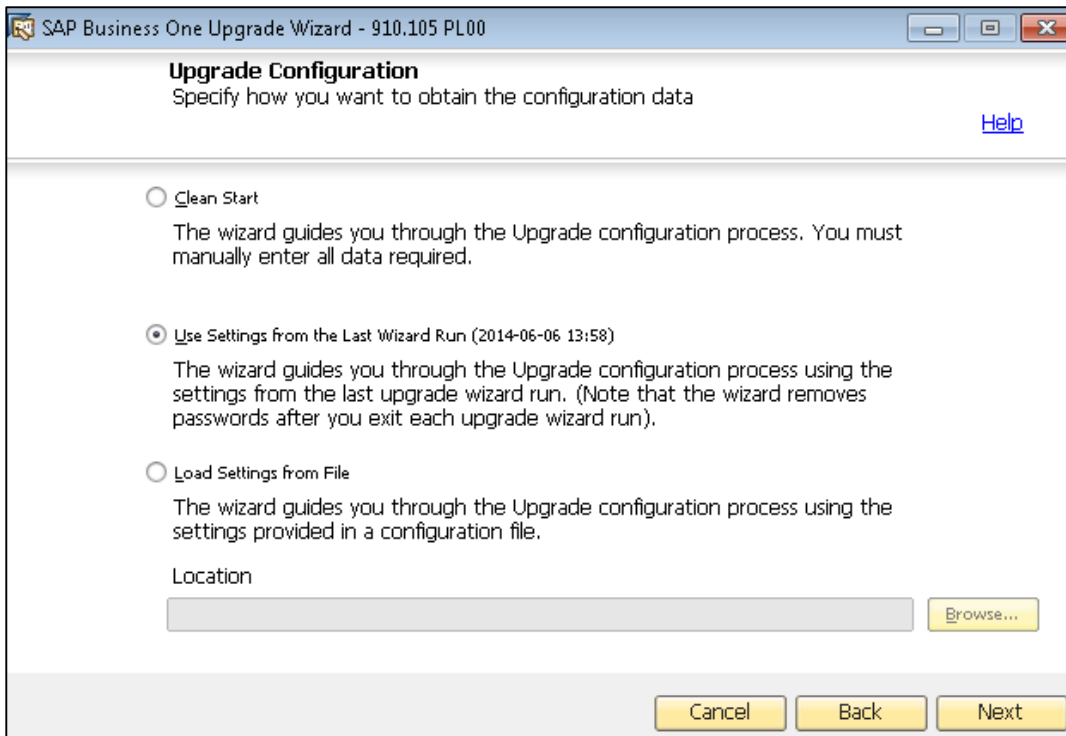 SAP Business One Upgrade Wizard - 910.105 PL00
Upgrade Configuration
Specify how you want to obtain the configuration data
Help
Clean Start
The wizard guides you through the Upgrade configuration process. You must
manually enter all data required.
Use Settings from the Last Wizard Run (2014-06-06 13:58)
The wizard guides you through the Upgrade configuration process using the
settings from the last upgrade wizard run. (Note that the wizard removes
passwords after you exit each upgrade wizard run).
Load Settings from File
The wizard guides you through the Upgrade configuration process using the
settings provided in a configuration file.
Location
Browse...
Cancel Back Next